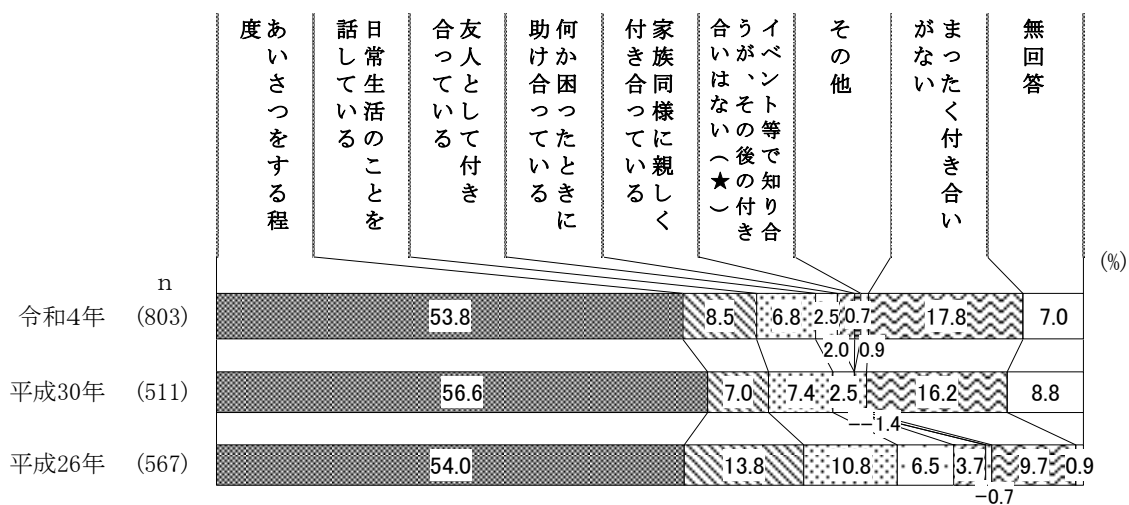 あいさつをする程
度
日常生活のことを
話している
友人として付き
合っている
何か困ったときに
助け合っている
家族同様に親しく
付き合っている
イベント等で知り合
うが、その後の付き
合いはない（★）
その他
まったく付き合い
がない
無回答
(%)
n
令和4年 (803) 53.8 8.5 6.8 2.5 0.7 17.8 7.0
2.0 0.9
平成30年 (511) 56.6 7.0 7.4 2.5 16.2 8.8
--1.4
平成26年 (567) 54.0 13.8 10.8 6.5 3.7 9.7 0.9
-0.7